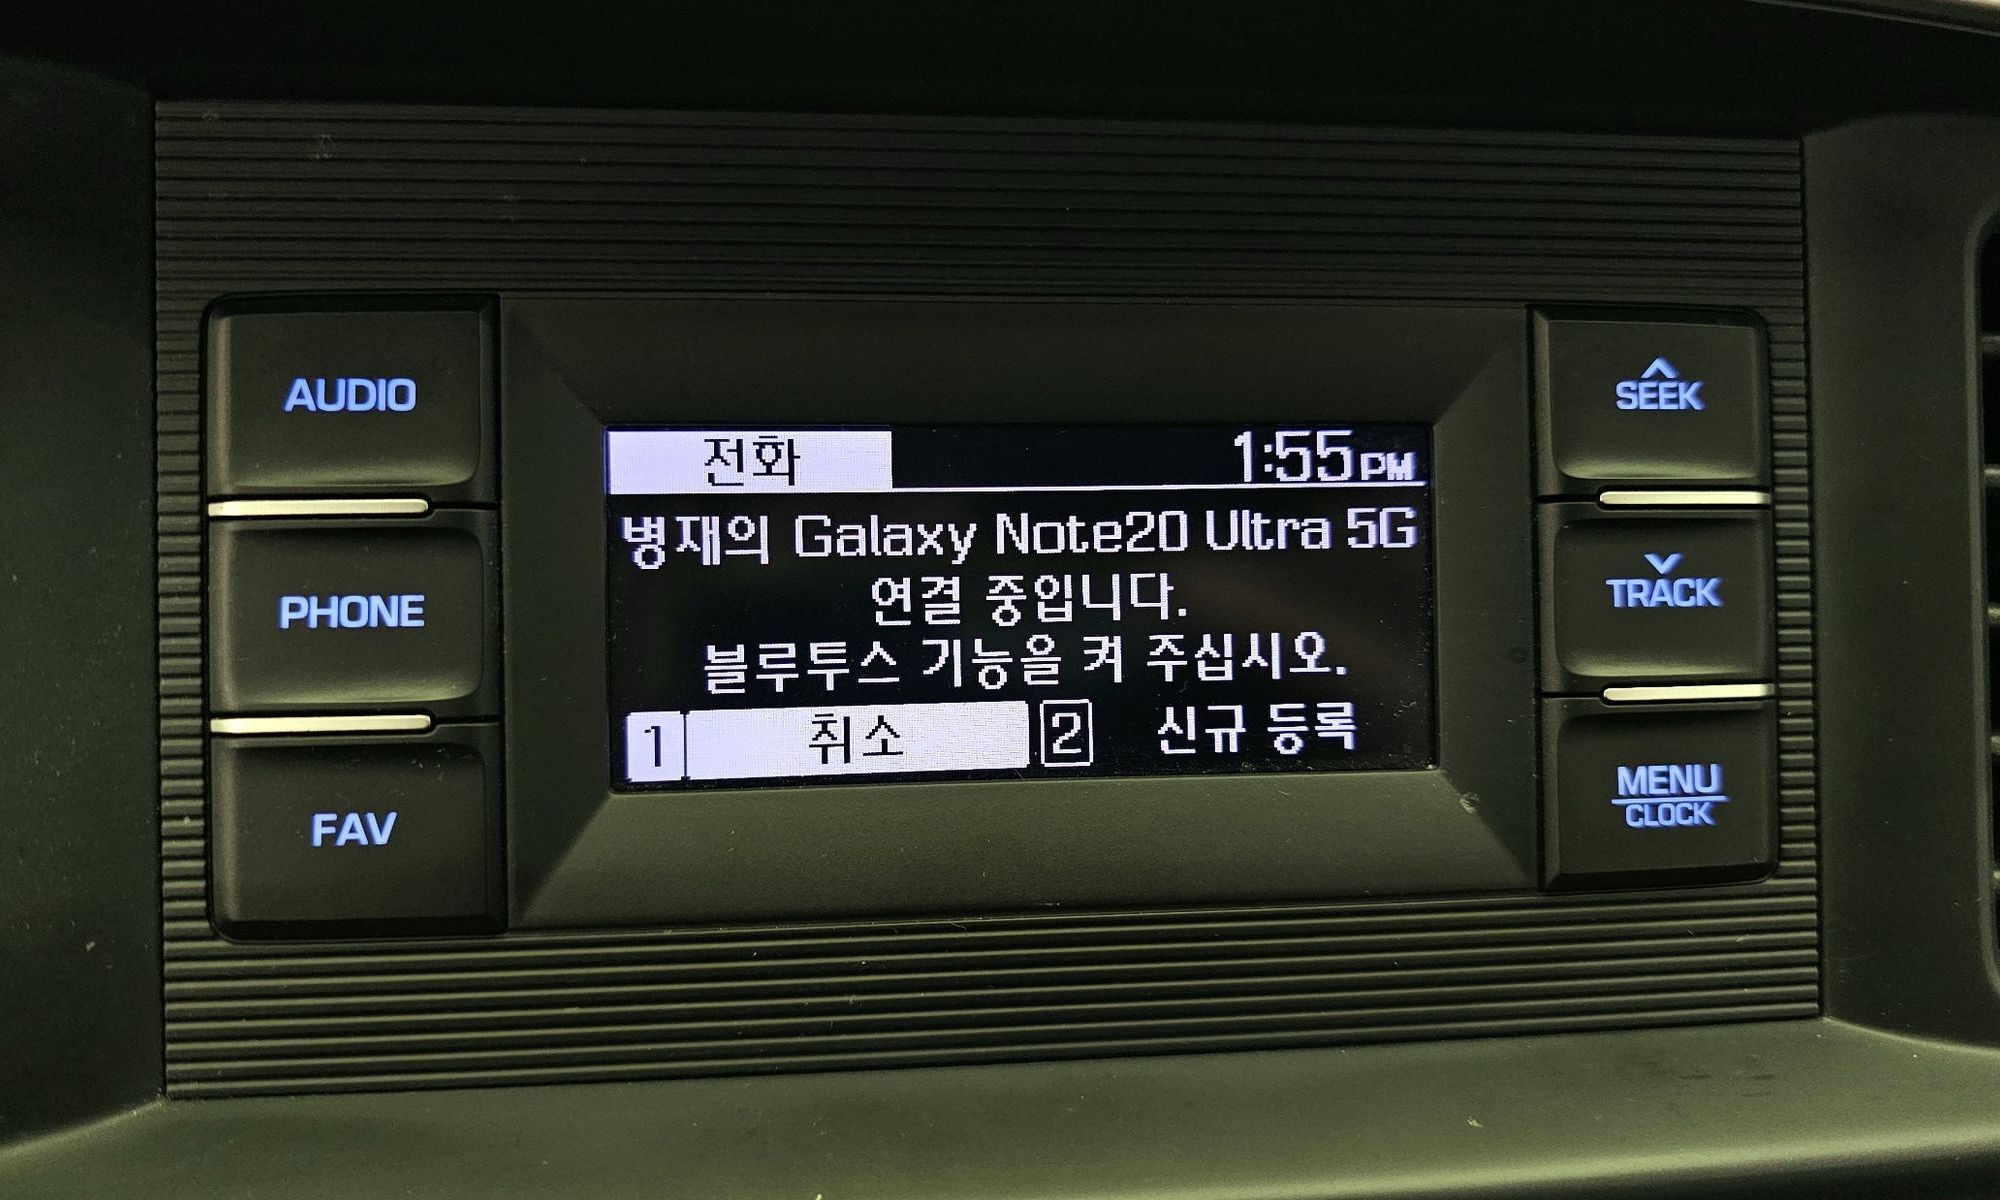 AUDIO
PHONE
FAV
전화 1:55 PM
병재의 Galaxy Note20 Ultra 5G
연결 중입니다.
블루투스 기능을 켜 주십시오.
1 취소 2 신규 등록
SEEK
TRACK
MENU
CLOCK